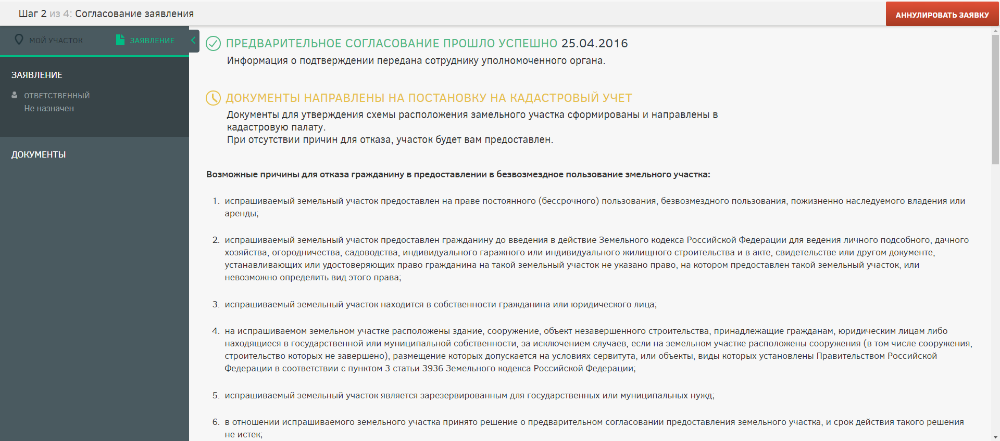 Шаг 2 из 4: Согласование заявления
АННУЛИРОВАТЬ ЗАЯВКУ
МОЙ УЧАСТОК
ЗАЯВЛЕНИЕ
ЗАЯВЛЕНИЕ
ОТВЕТСТВЕННЫЙ
Не назначен
ДОКУМЕНТЫ
ПРЕДВАРИТЕЛЬНОЕ СОГЛАСОВАНИЕ ПРОШЛО УСПЕШНО 25.04.2016
Информация о подтверждении передана сотруднику уполномоченного органа.
ДОКУМЕНТЫ НАПРАВЛЕНЫ НА ПОСТАНОВКУ НА КАДАСТРОВЫЙ УЧЕТ
Документы для утверждения схемы расположения замельного участка сформированы и направлены в
кадастровую палату.
При отсутствии причин для отказа, участок будет вам предоставлен.
Возможные причины для отказа гражданину в предоставлении в безвозмездное пользование змельного участка:
1. испрашиваемый земельный участок предоставлен на праве постоянного (бессрочного) пользования, безвозмездного пользования, пожизненно наследуемого владения или
аренды;
2. испрашиваемый земельный участок предоставлен гражданину до введения в действие Земельного кодекса Российской Федерации для ведения личного подсобного, дачного
хозяйства, огородничества, садоводства, индивидуального гаражного или индивидуального жилищного строительства и в акте, свидетельстве или другом документе,
устанавливающих или удостоверяющих право гражданина на такой земельный участок не указано право, на котором предоставлен такой земельный участок, или
невозможно определить вид этого права;
3. испрашиваемый земельный участок находится в собственности гражданина или юридического лица;
4. на испрашиваемом земельном участке расположены здание, сооружение, объект незавершенного строительства, принадлежащие гражданам, юридическим лицам либо
находящиеся в государственной или муниципальной собственности, за исключением случаев, если на земельном участке расположены сооружения (в том числе сооружения,
строительство которых не завершено), размещение которых допускается на условиях сервитута, или объекты, виды которых установлены Правительством Российской
Федерации в соответствии с пунктом 3 статьи 3936 Земельного кодекса Российской Федерации;
5. испрашиваемый земельный участок является зарезервированным для государственных или муниципальных нужд;
6. в отношении испрашиваемого земельного участка принято решение о предварительном согласовании предоставления земельного участка, и срок действия такого решения
не истек;